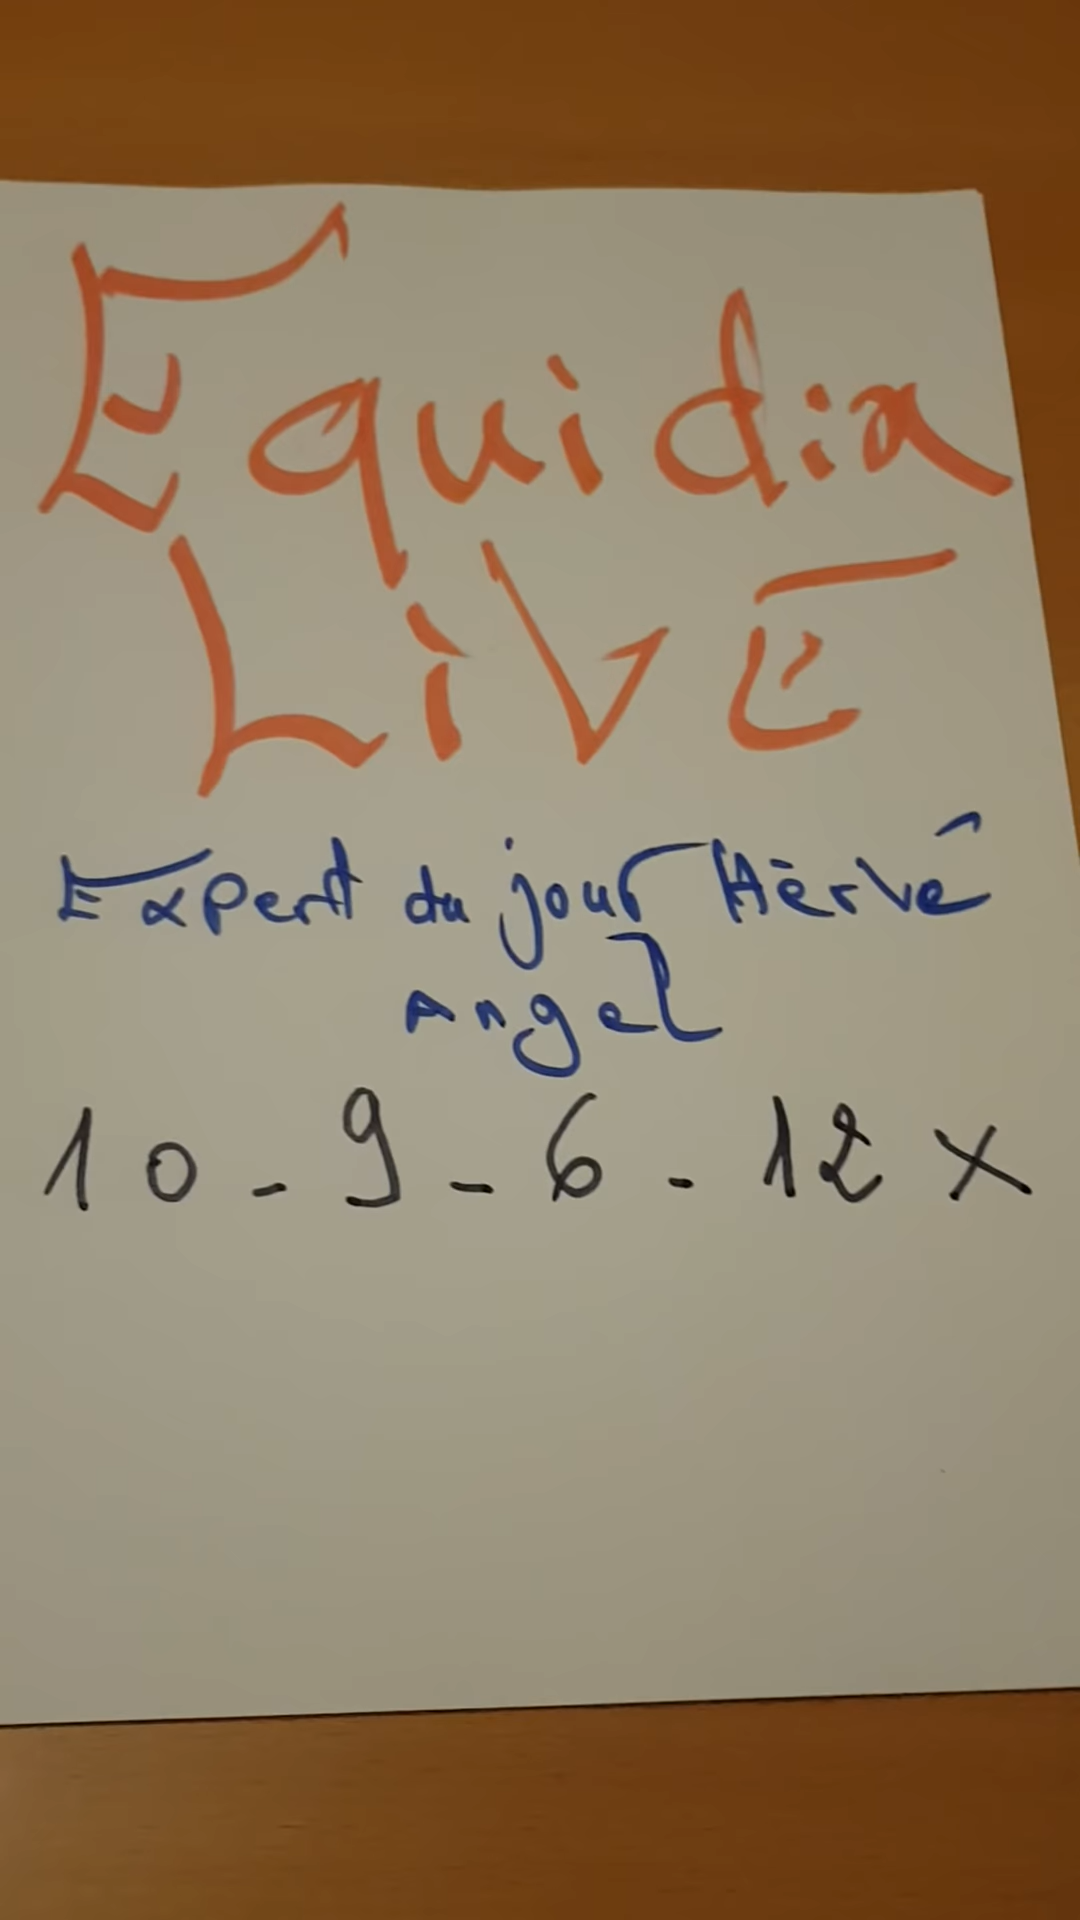 Equidia
LiVE
Expert du jour Hervé
Angel
10 - 9 - 6 - 12 X